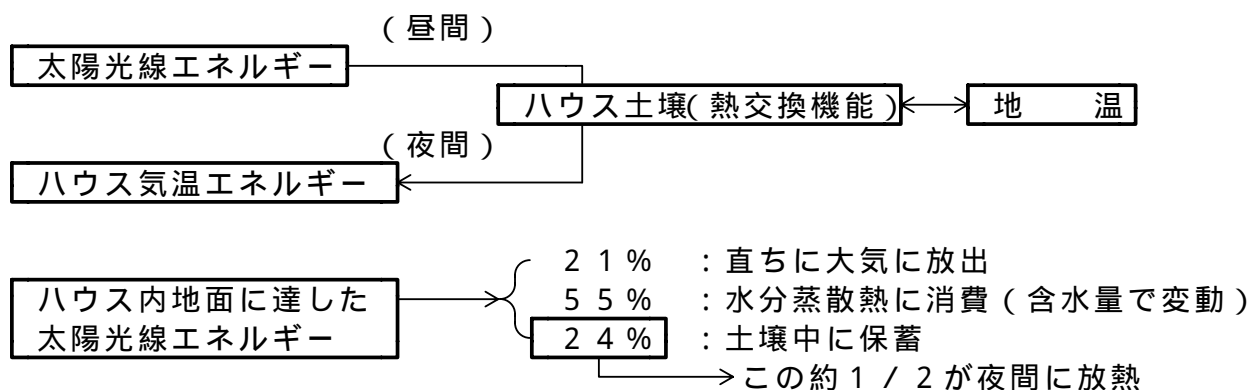 （昼間）
太陽光線エネルギー
ハウス土壌（熱交換機能）
地　　温
（夜間）
ハウス気温エネルギー
２１％　：直ちに大気に放出
ハウス内地面に達した
５５％　：水分蒸散熱に消費（含水量で変動）
太陽光線エネルギー
２４％　：土壌中に保蓄
この約１／２が夜間に放熱